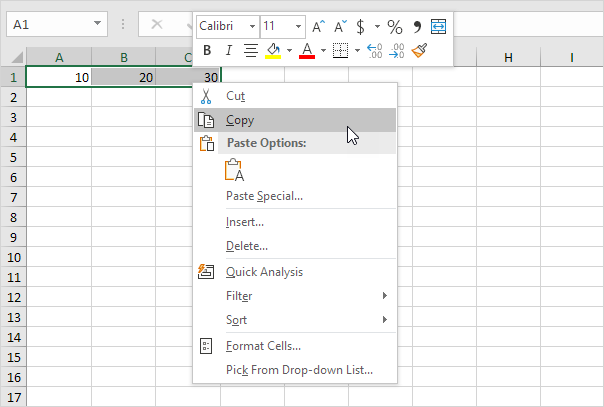 A1
Calibri 11 A A $ % ,
B I A .0 .00
A B C H I
1 10 20 30
2
3
4
5
6
7
8
9
10
11
12
13
14
15
16
17
Cut
Copy
Paste Options:
A
Paste Special...
Insert...
Delete...
Quick Analysis
Filter
Sort
Format Cells...
Pick From Drop-down List...